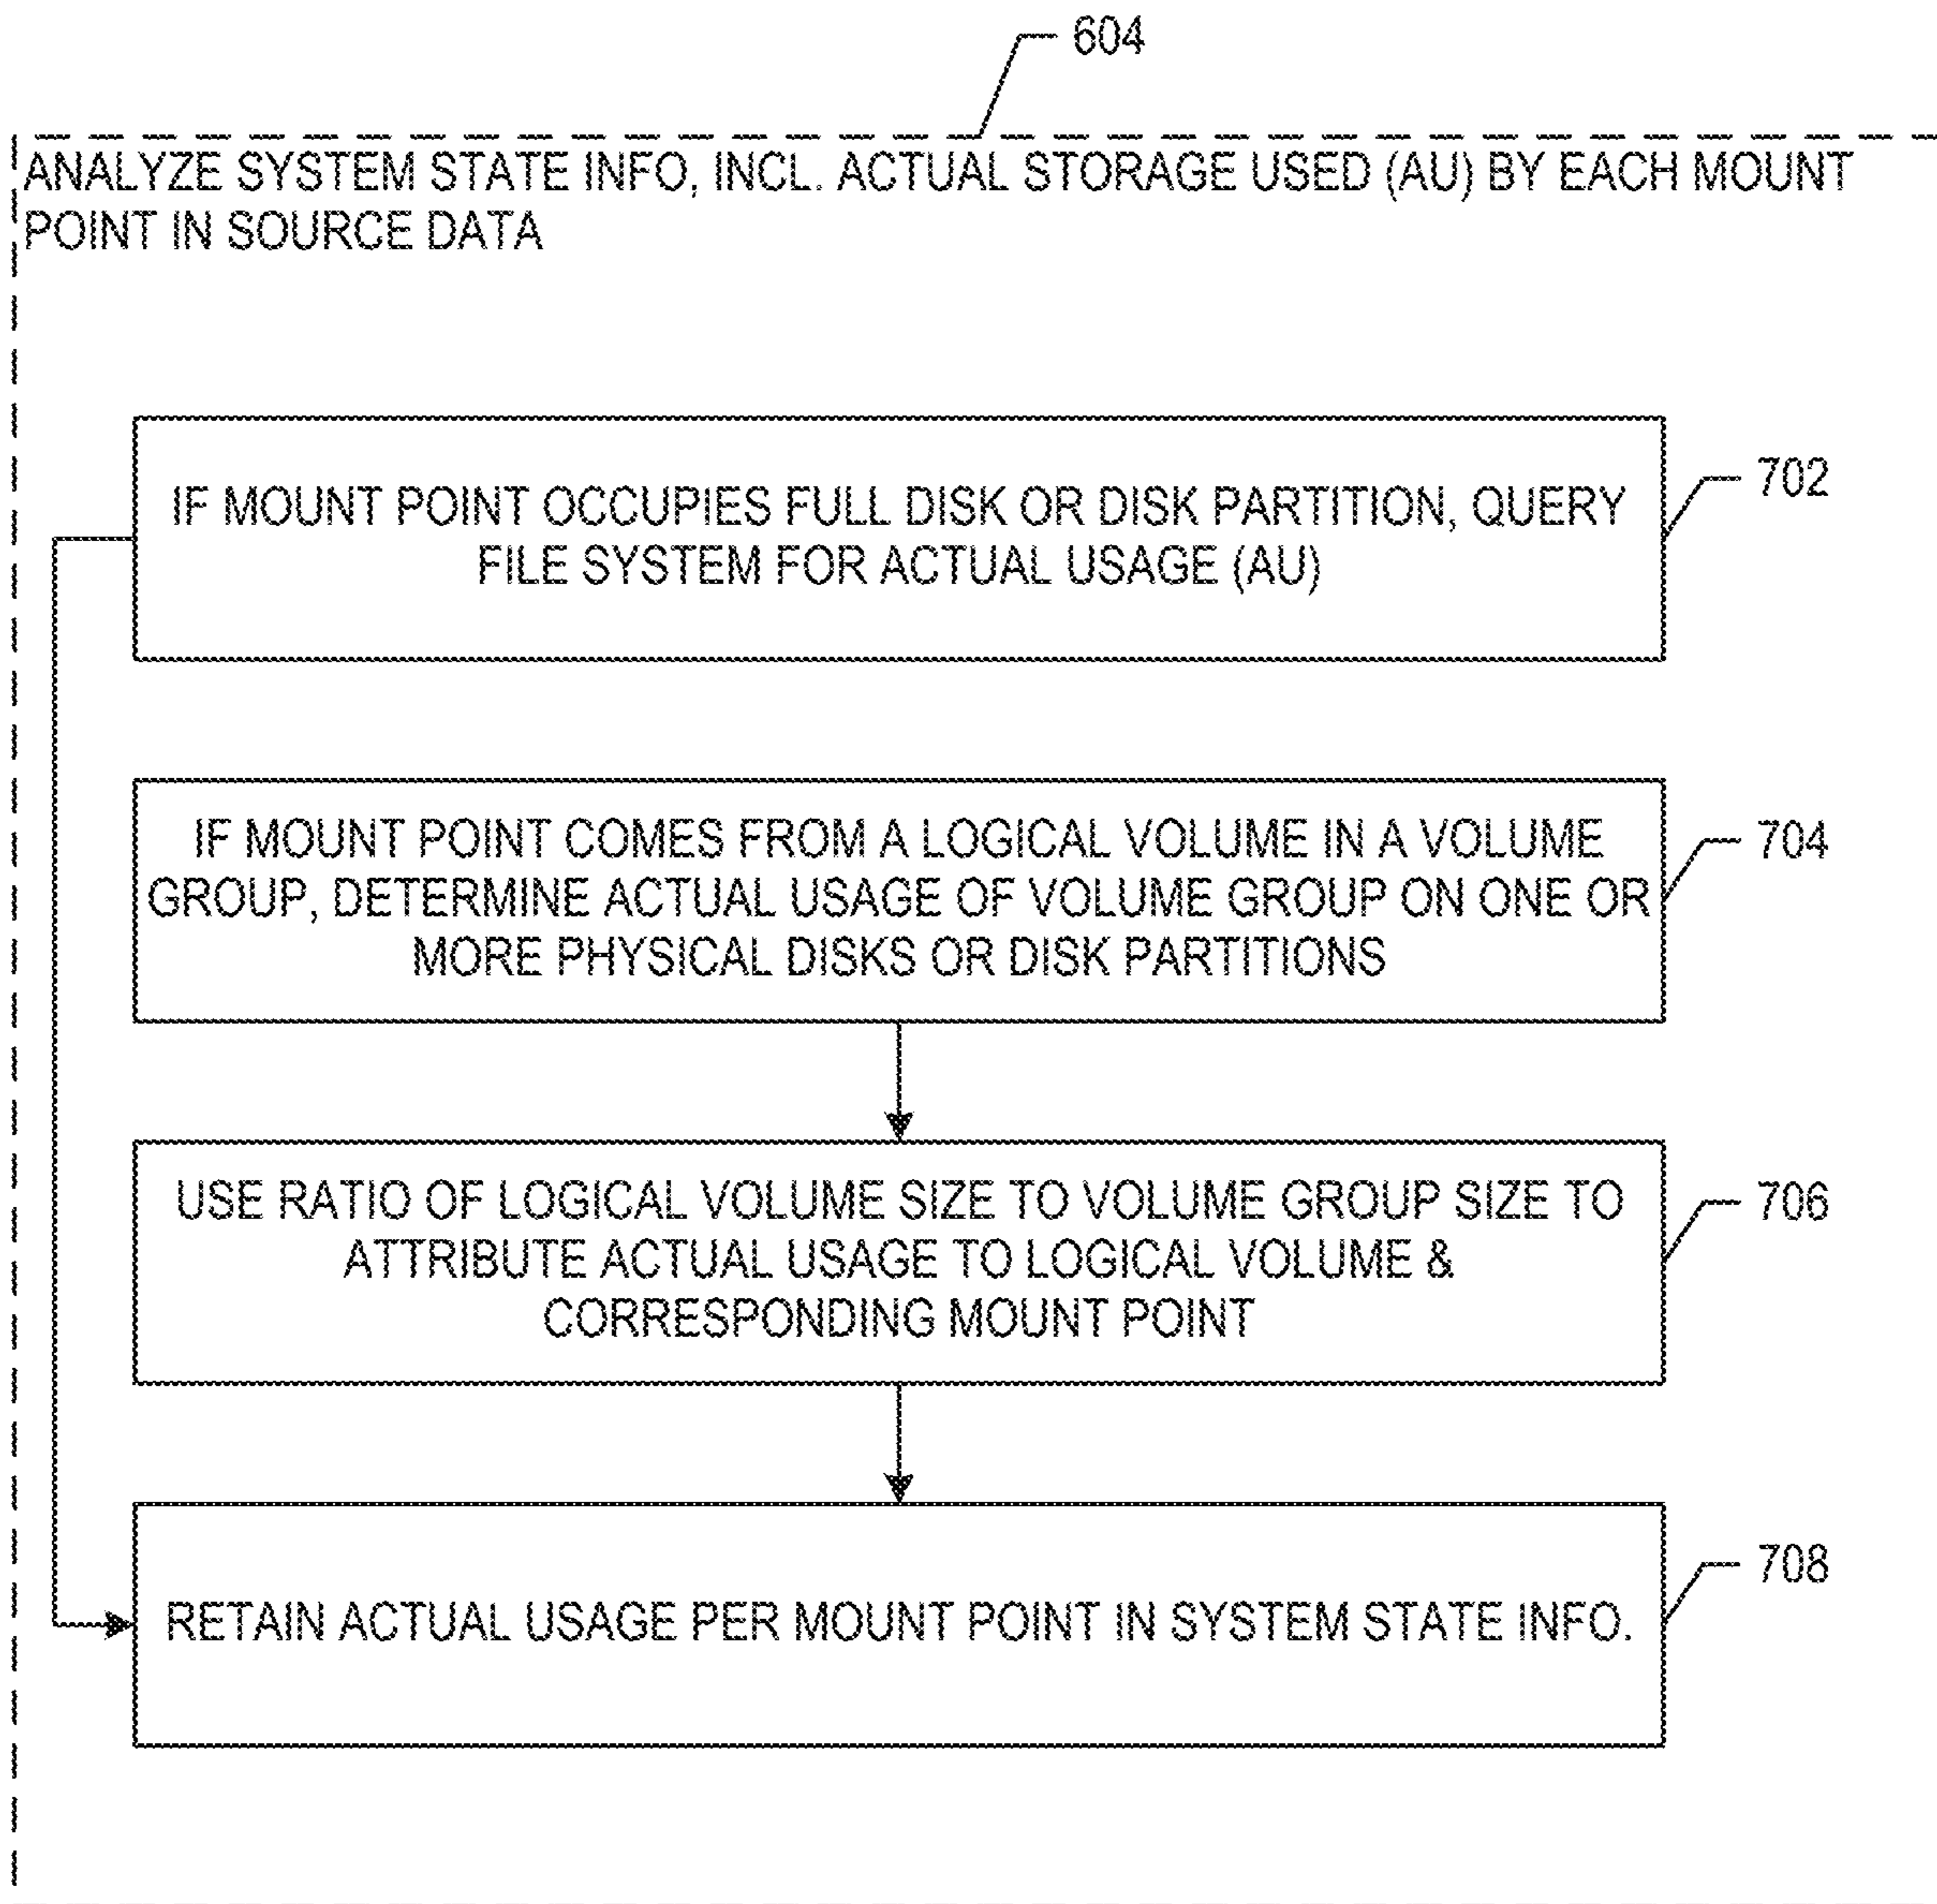 604
ANALYZE SYSTEM STATE INFO, INCL. ACTUAL STORAGE USED (AU) BY EACH MOUNT
POINT IN SOURCE DATA
IF MOUNT POINT OCCUPIES FULL DISK OR DISK PARTITION, QUERY
FILE SYSTEM FOR ACTUAL USAGE (AU)
702
IF MOUNT POINT COMES FROM A LOGICAL VOLUME IN A VOLUME
GROUP, DETERMINE ACTUAL USAGE OF VOLUME GROUP ON ONE OR
MORE PHYSICAL DISKS OR DISK PARTITIONS
704
USE RATIO OF LOGICAL VOLUME SIZE TO VOLUME GROUP SIZE TO
ATTRIBUTE ACTUAL USAGE TO LOGICAL VOLUME &
CORRESPONDING MOUNT POINT
706
RETAIN ACTUAL USAGE PER MOUNT POINT IN SYSTEM STATE INFO.
708